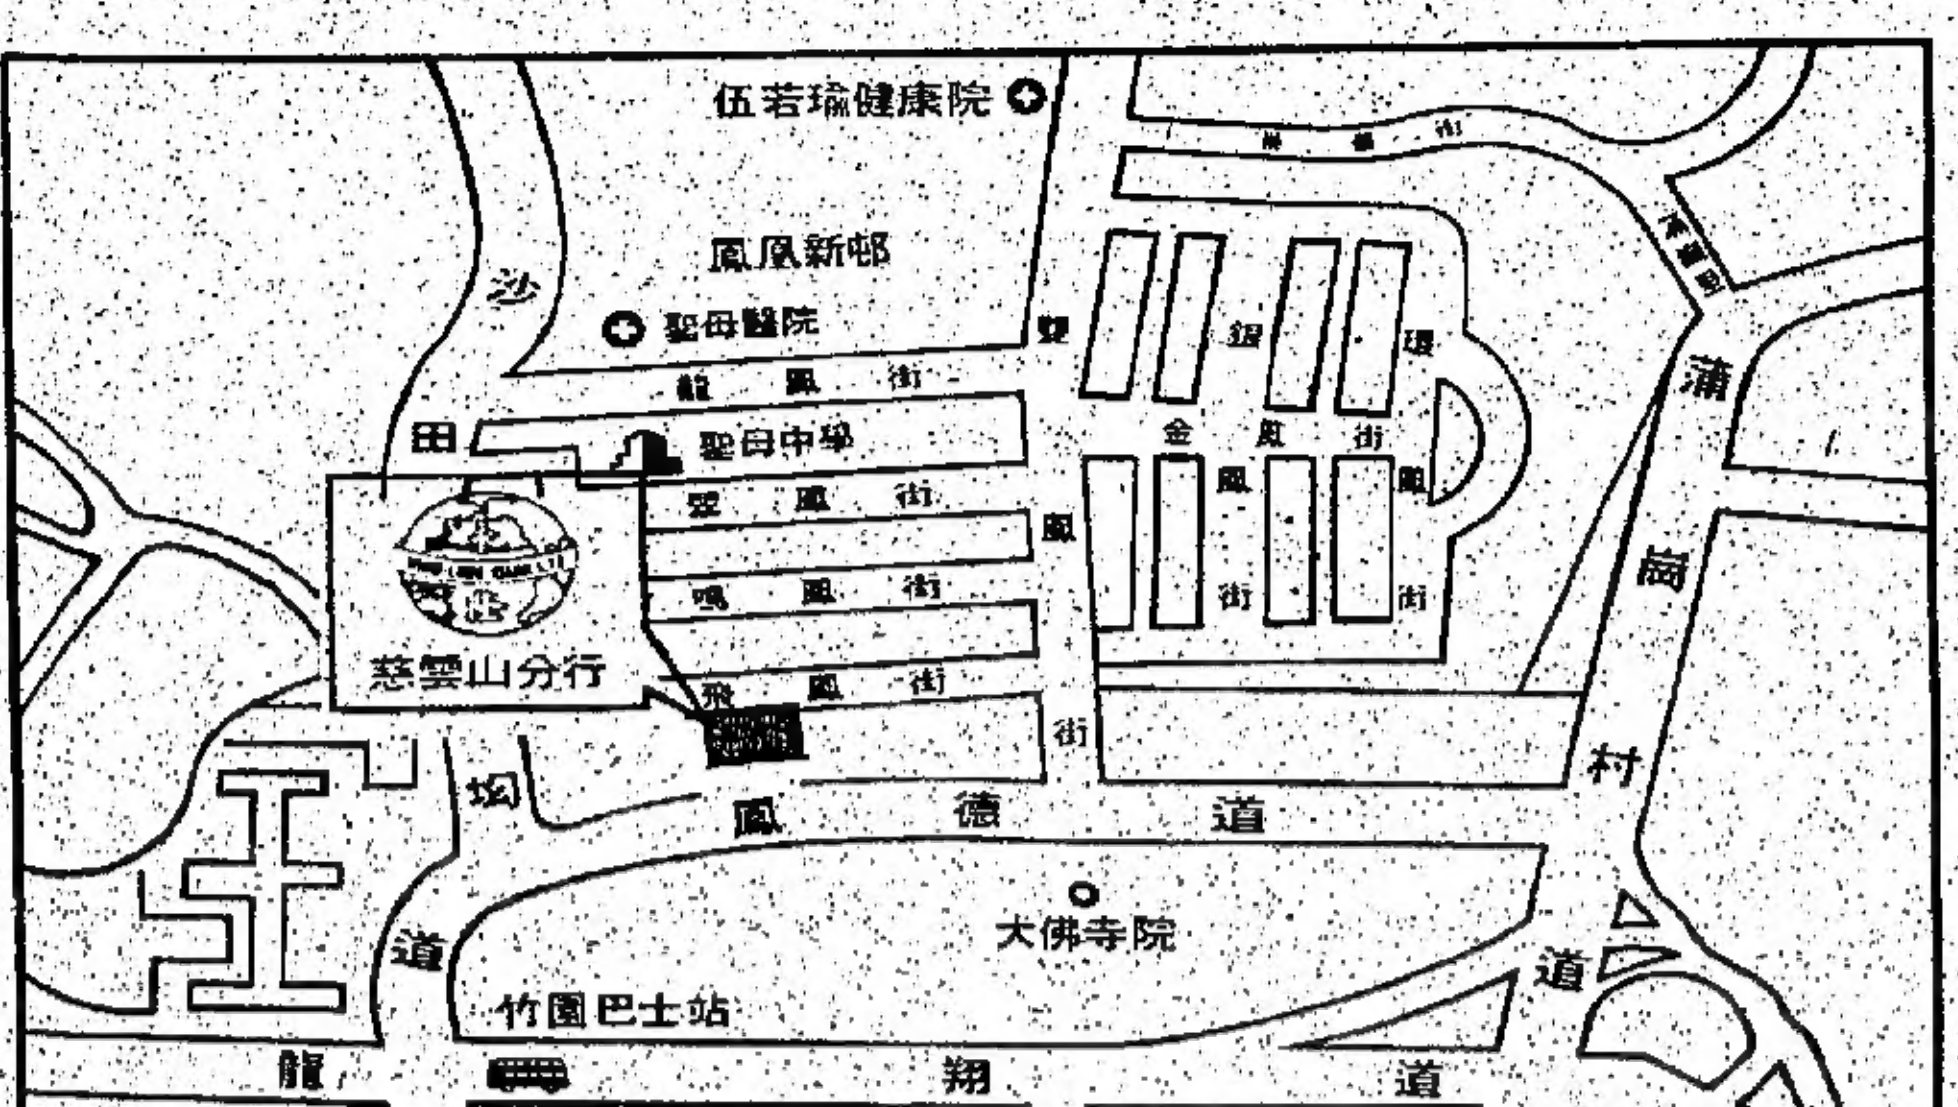 伍若瑜健康院
街
鳳凰新邨
聖母醫院
沙田坳道
龍鳳街
聖母中學
鳴鳳街
飛鳳街
雙鳳街
銀鳳街
環鳳街
金鳳街
蒲崗村道
慈雲山分行
鳳德道
大佛寺院
竹園巴士站
龍翔道